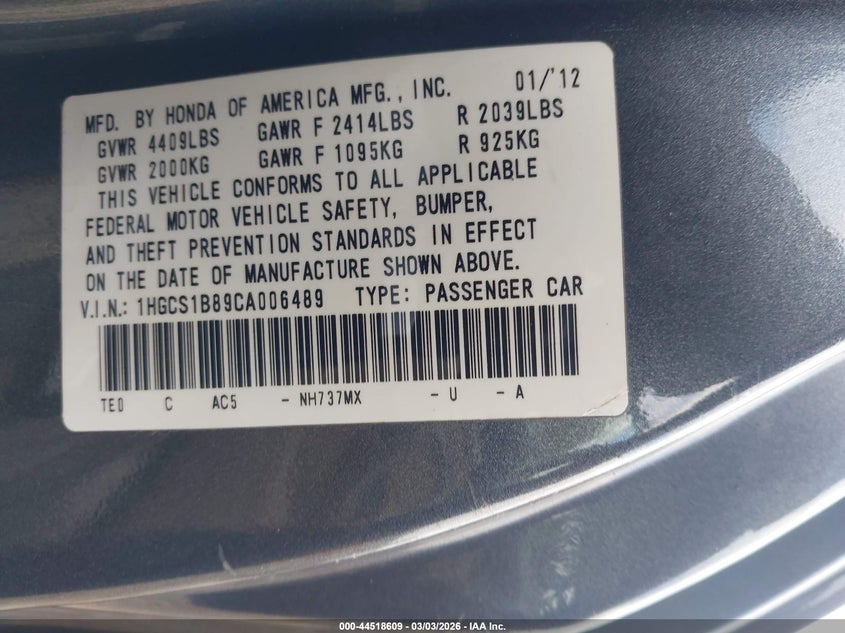 MFD. BY HONDA OF AMERICA MFG., INC. 01/'12
GVWR 4409LBS GAWR F 2414LBS R 2039LBS
GVWR 2000KG GAWR F 1095KG R 925KG
THIS VEHICLE CONFORMS TO ALL APPLICABLE
FEDERAL MOTOR VEHICLE SAFETY, BUMPER,
AND THEFT PREVENTION STANDARDS IN EFFECT
ON THE DATE OF MANUFACTURE SHOWN ABOVE.
V.I.N.: 1HGCS1B89CA006489 TYPE: PASSENGER CAR
TE0 C AC5 - NH737MX - U - A
000-44518609 - 03/03/2026 - IAA Inc.